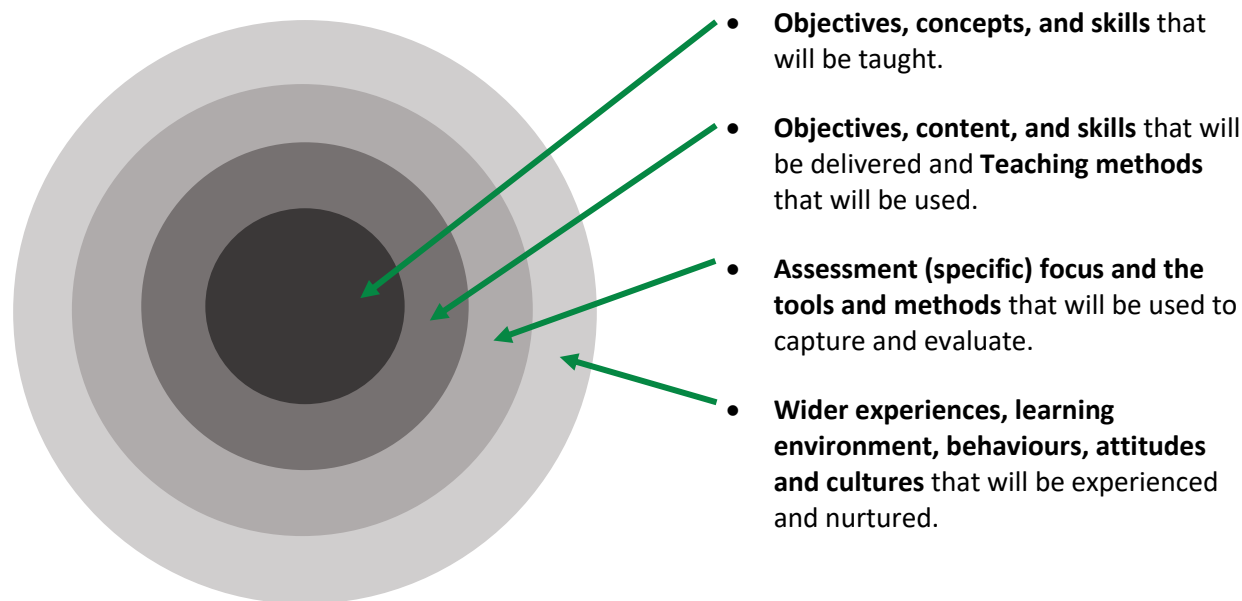 • Objectives, concepts, and skills that
will be taught.
• Objectives, content, and skills that will
be delivered and Teaching methods
that will be used.
• Assessment (specific) focus and the
tools and methods that will be used to
capture and evaluate.
• Wider experiences, learning
environment, behaviours, attitudes
and cultures that will be experienced
and nurtured.